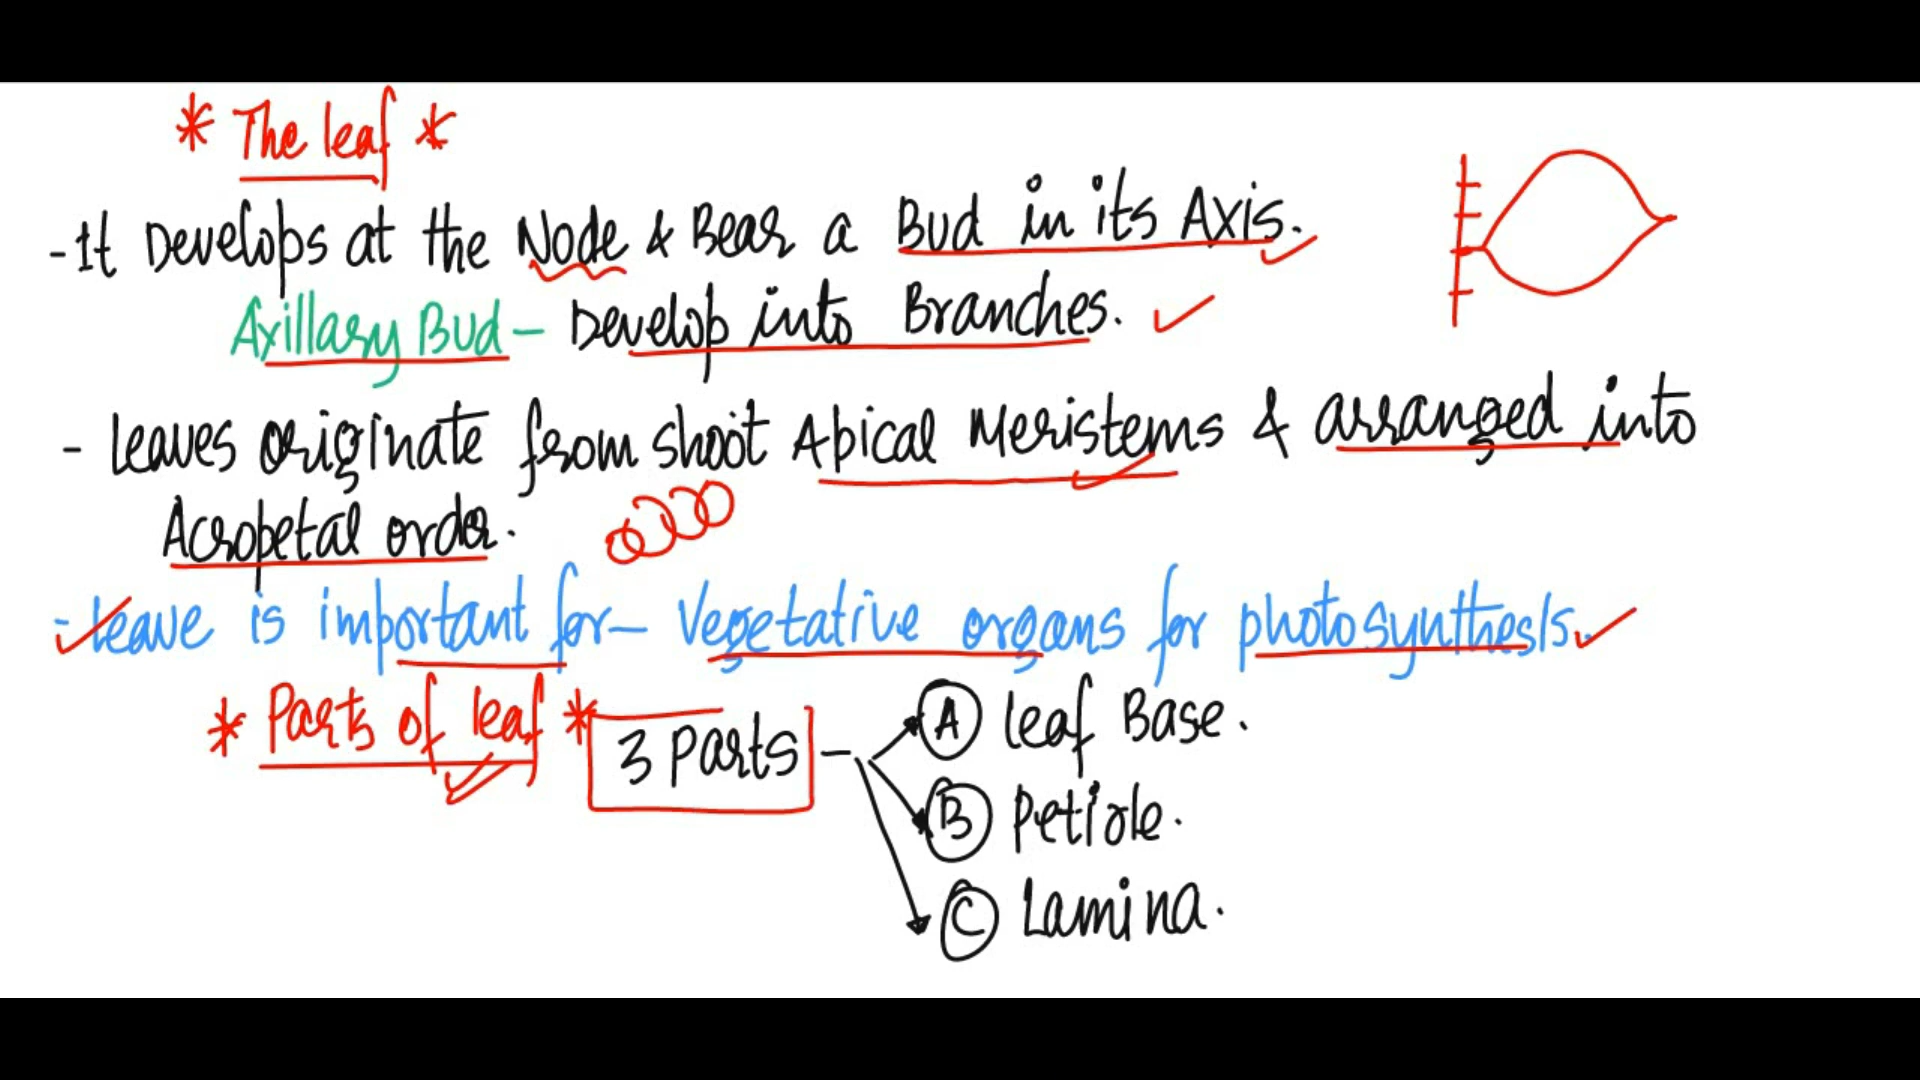 * The leaf *
- It Develops at the Node & Bear a Bud in its Axis.
Axillary Bud - Develop into Branches.
- leaves originate from shoot Apical Meristems & arranged into
Acropetal order.
- leave is important for - Vegetative organs for photosynthesis.
* Parts of leaf *
3 Parts -
A leaf Base.
B Petiole.
C Lamina.